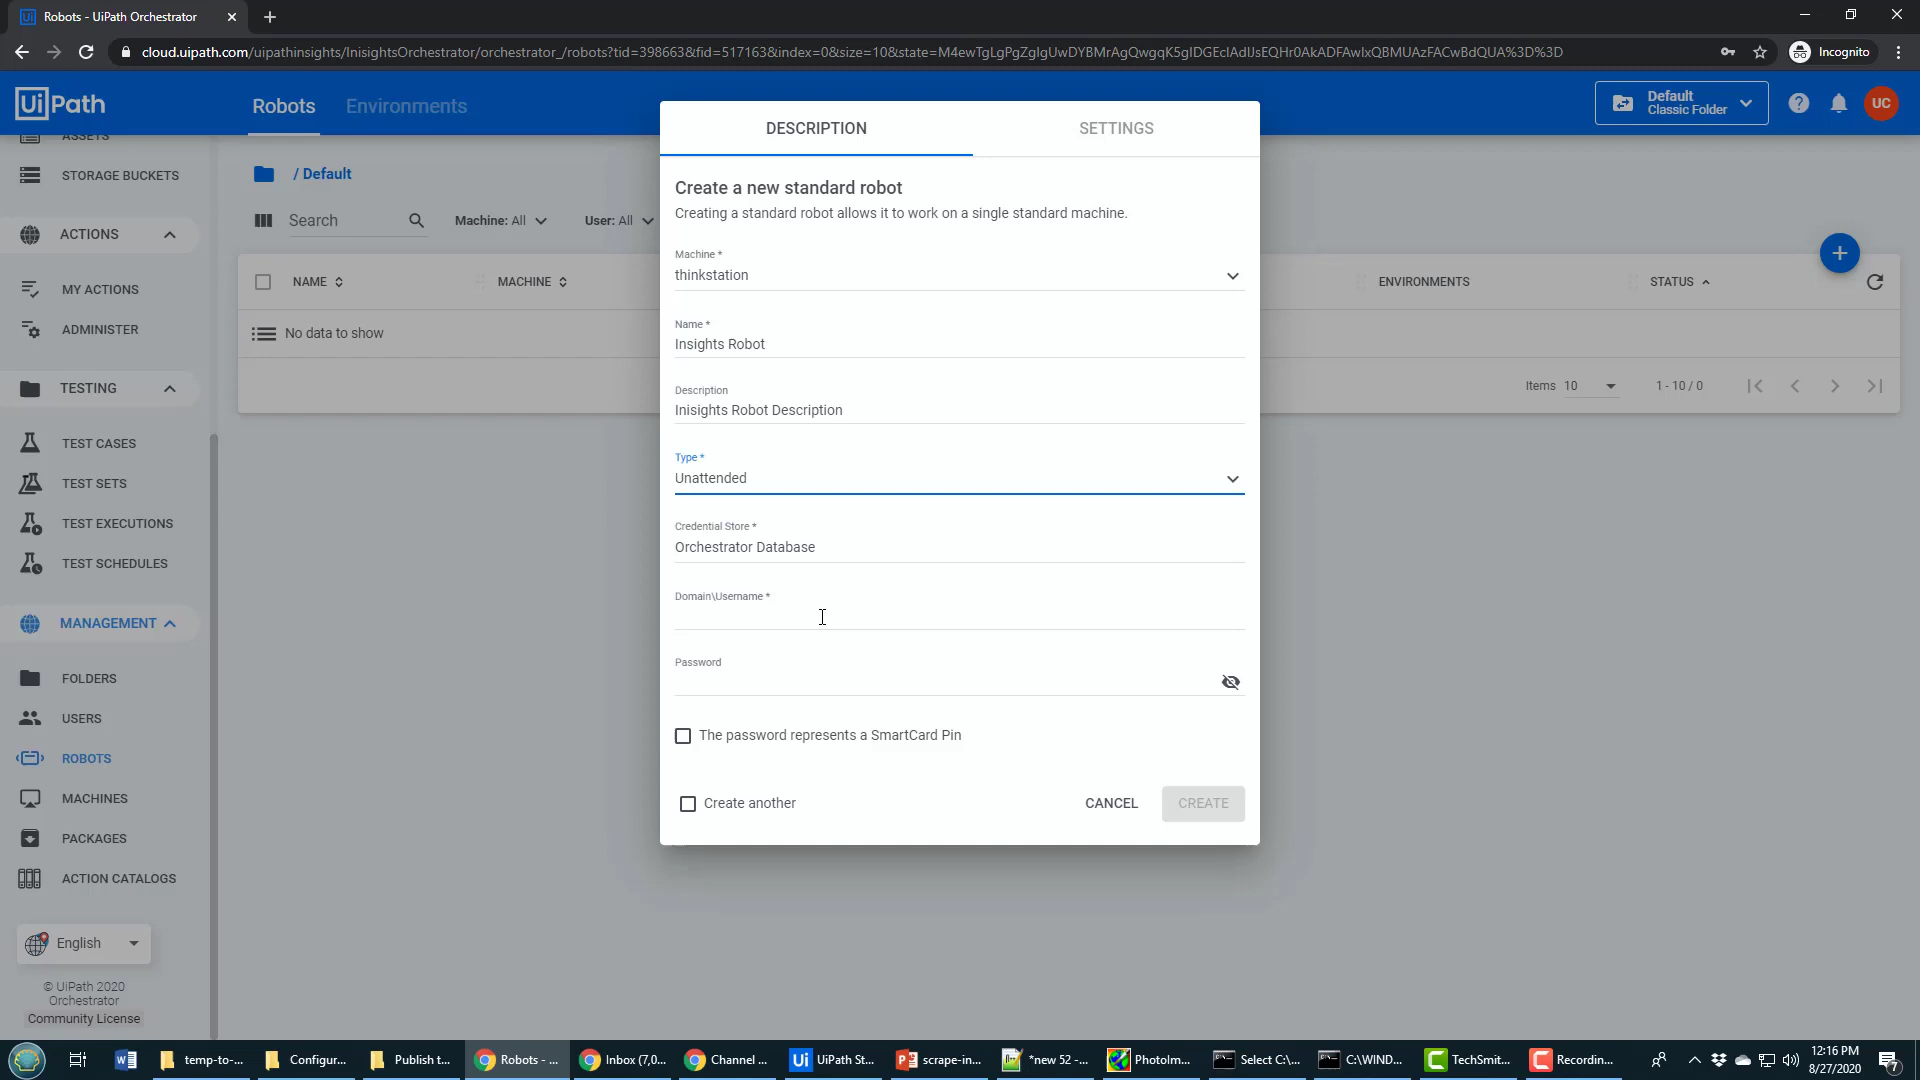 Robots - UiPath Orchestrator
cloud.uipath.com/uipathinsights/InisightsOrchestrator/orchestrator_/robots?tid=398663&fid=517163&index=0&size=10&state=
Incognito
UiPath
Robots
Environments
Default
Classic Folder
UC
DESCRIPTION
SETTINGS
ASSETS
STORAGE BUCKETS
ACTIONS
MY ACTIONS
ADMINISTER
TESTING
TEST CASES
TEST SETS
TEST EXECUTIONS
TEST SCHEDULES
MANAGEMENT
FOLDERS
USERS
ROBOTS
MACHINES
PACKAGES
ACTION CATALOGS
English
© UiPath 2020
Orchestrator
Community License
/ Default
Search
Machine: All
User: All
NAME
MACHINE
ENVIRONMENTS
STATUS
No data to show
Items 10
1 - 10 / 0
Create a new standard robot
Creating a standard robot allows it to work on a single standard machine.
Machine *
thinkstation
Name *
Insights Robot
Description
Inisights Robot Description
Type *
Unattended
Credential Store *
Orchestrator Database
Domain\Username *
Password
The password represents a SmartCard Pin
Create another
CANCEL
CREATE
temp-to-...
Configur...
Publish t...
Robots - ...
Inbox (7,0...
Channel ...
UiPath St...
scrape-in...
*new 52 -...
PhotoIm...
Select C:\...
C:\WIND...
TechSmit...
Recordin...
12:16 PM
8/27/2020
7